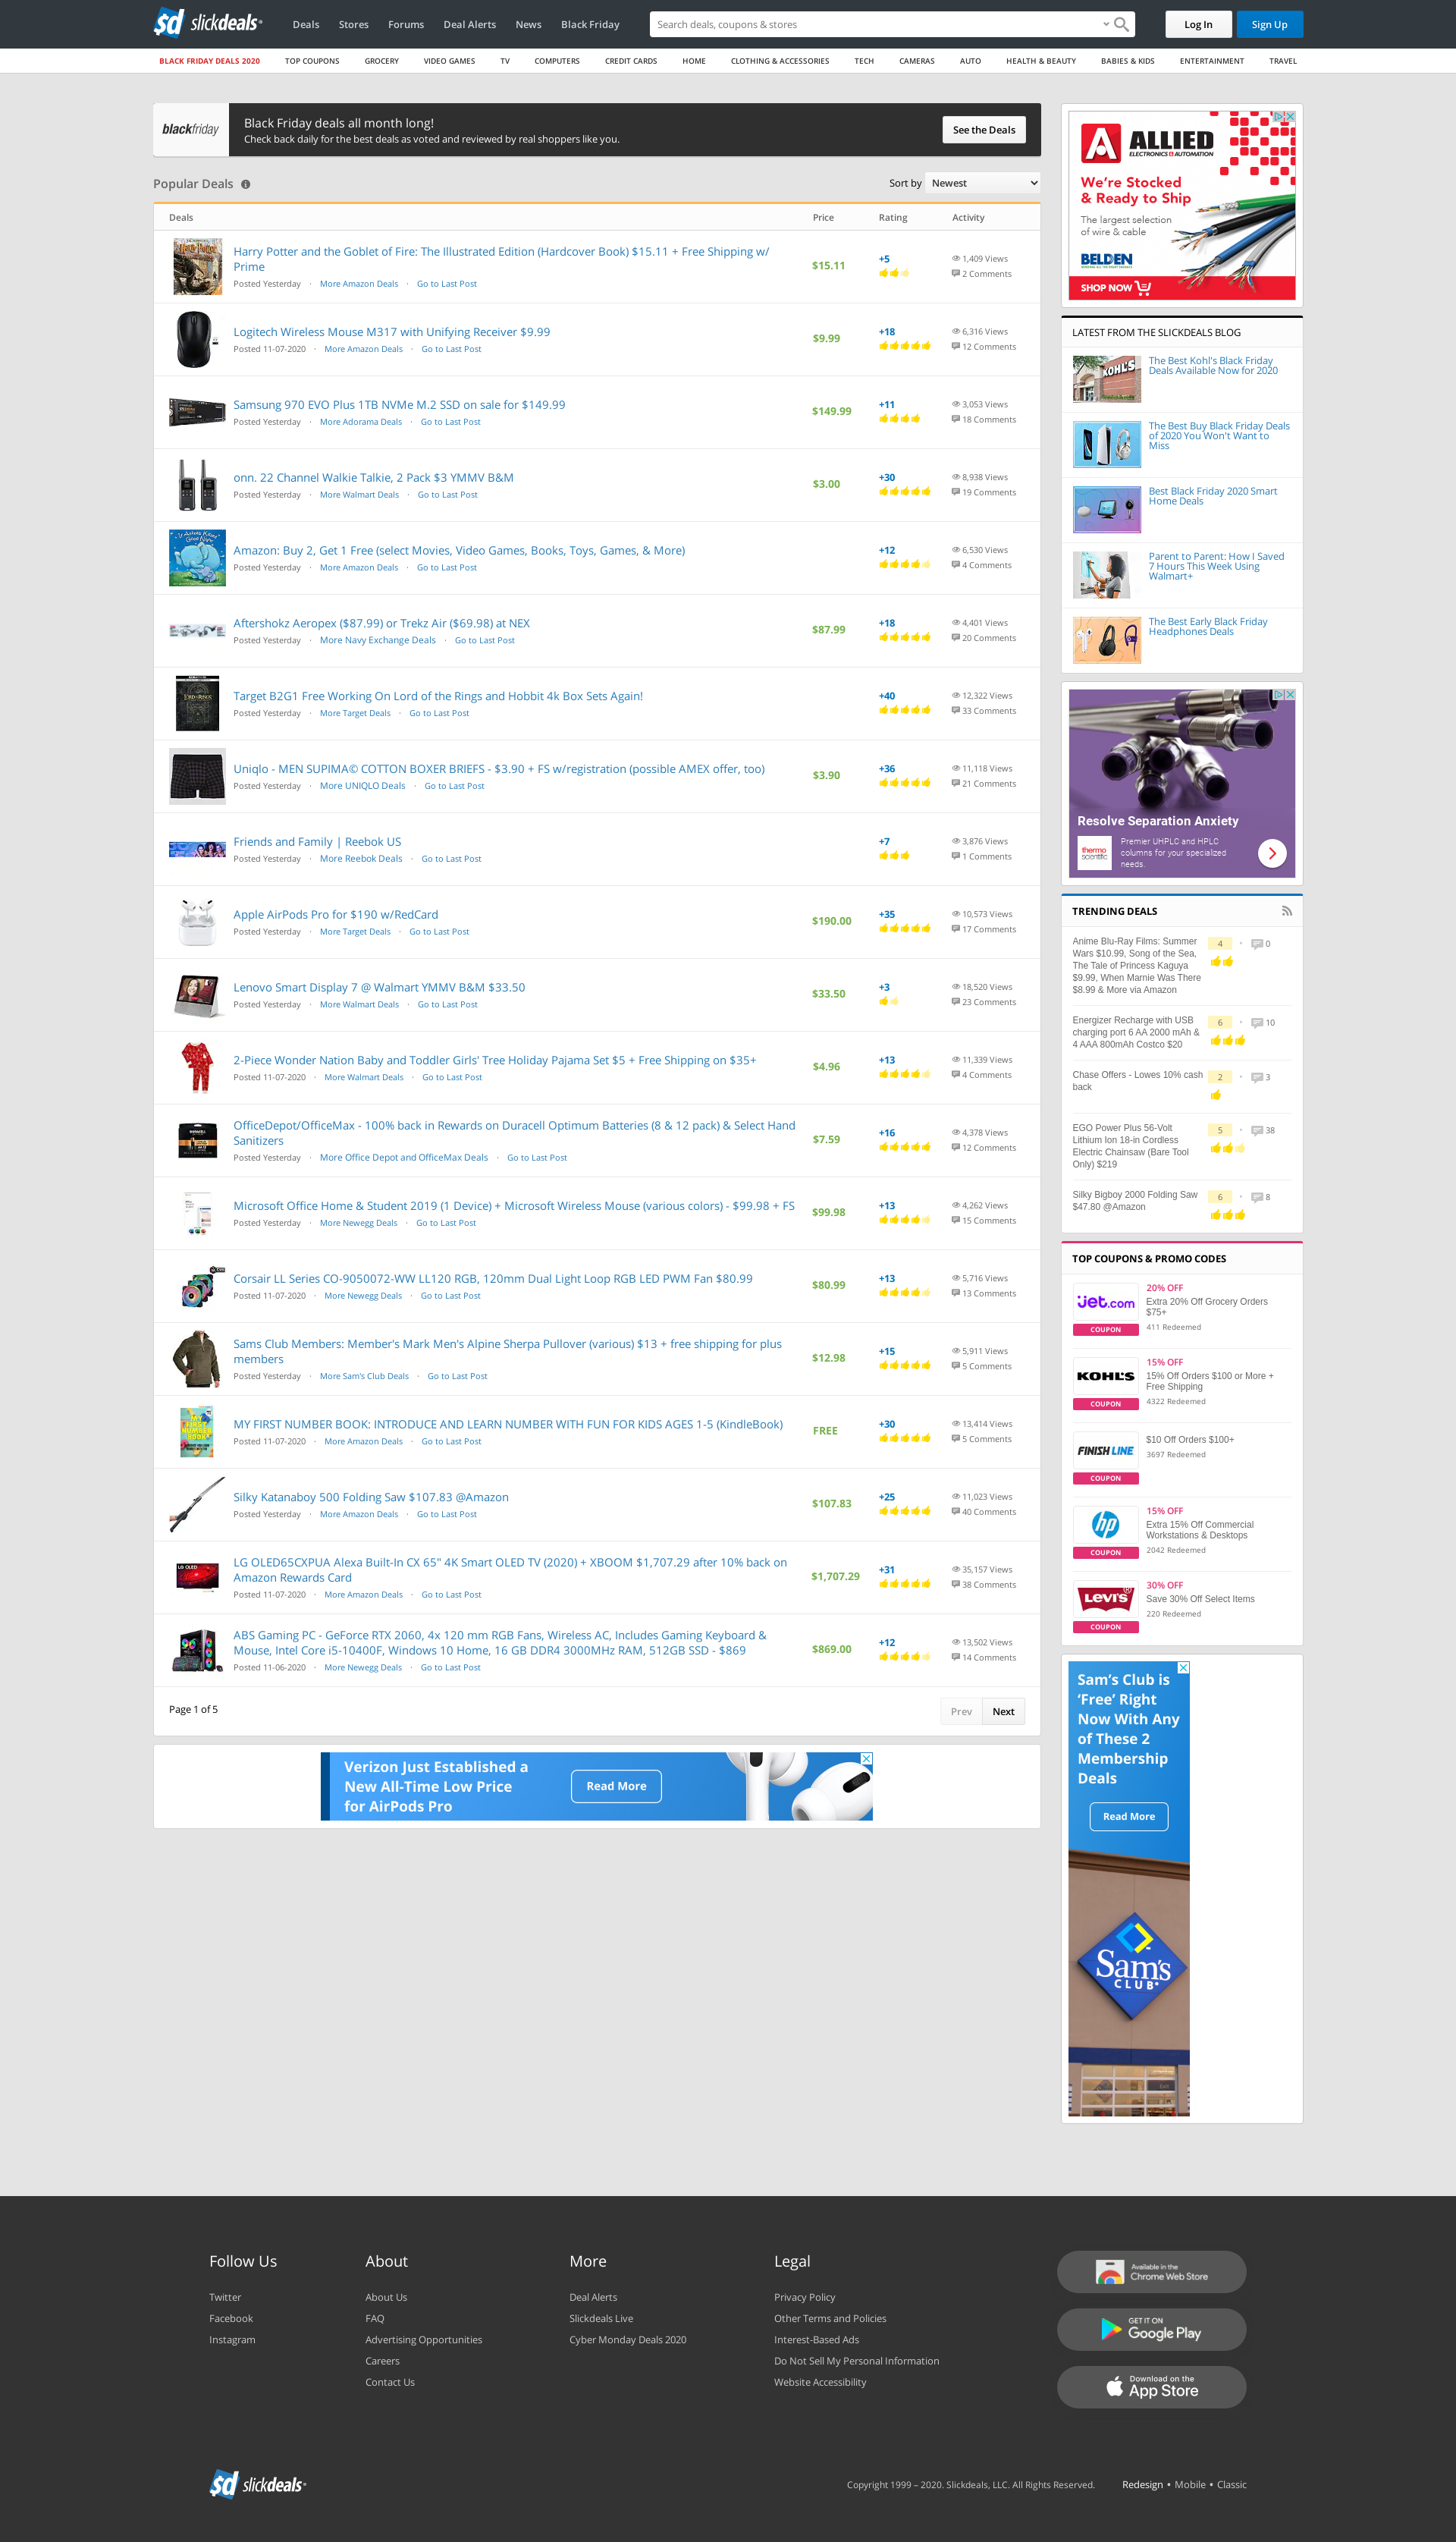 sd slickdeals
Deals Stores Forums Deal Alerts News Black Friday
Search deals, coupons & stores
Log In Sign Up
BLACK FRIDAY DEALS 2020 TOP COUPONS GROCERY VIDEO GAMES TV COMPUTERS CREDIT CARDS HOME CLOTHING & ACCESSORIES TECH CAMERAS AUTO HEALTH & BEAUTY BABIES & KIDS ENTERTAINMENT TRAVEL
blackfriday
Black Friday deals all month long!
Check back daily for the best deals as voted and reviewed by real shoppers like you.
See the Deals
Popular Deals
Sort by Newest
Deals Price Rating Activity
Harry Potter and the Goblet of Fire: The Illustrated Edition (Hardcover Book) $15.11 + Free Shipping w/
Prime
Posted Yesterday · More Amazon Deals · Go to Last Post
$15.11
+5
1,409 Views
2 Comments
Logitech Wireless Mouse M317 with Unifying Receiver $9.99
Posted 11-07-2020 · More Amazon Deals · Go to Last Post
$9.99
+18
6,316 Views
12 Comments
Samsung 970 EVO Plus 1TB NVMe M.2 SSD on sale for $149.99
Posted Yesterday · More Adorama Deals · Go to Last Post
$149.99
+11
3,053 Views
18 Comments
onn. 22 Channel Walkie Talkie, 2 Pack $3 YMMV B&M
Posted Yesterday · More Walmart Deals · Go to Last Post
$3.00
+30
8,938 Views
19 Comments
Amazon: Buy 2, Get 1 Free (select Movies, Video Games, Books, Toys, Games, & More)
Posted Yesterday · More Amazon Deals · Go to Last Post
+12
6,530 Views
4 Comments
Aftershokz Aeropex ($87.99) or Trekz Air ($69.98) at NEX
Posted Yesterday · More Navy Exchange Deals · Go to Last Post
$87.99
+18
4,401 Views
20 Comments
Target B2G1 Free Working On Lord of the Rings and Hobbit 4k Box Sets Again!
Posted Yesterday · More Target Deals · Go to Last Post
+40
12,322 Views
33 Comments
Uniqlo - MEN SUPIMA© COTTON BOXER BRIEFS - $3.90 + FS w/registration (possible AMEX offer, too)
Posted Yesterday · More UNIQLO Deals · Go to Last Post
$3.90
+36
11,118 Views
21 Comments
Friends and Family | Reebok US
Posted Yesterday · More Reebok Deals · Go to Last Post
+7
3,876 Views
1 Comments
Apple AirPods Pro for $190 w/RedCard
Posted Yesterday · More Target Deals · Go to Last Post
$190.00
+35
10,573 Views
17 Comments
Lenovo Smart Display 7 @ Walmart YMMV B&M $33.50
Posted Yesterday · More Walmart Deals · Go to Last Post
$33.50
+3
18,520 Views
23 Comments
2-Piece Wonder Nation Baby and Toddler Girls' Tree Holiday Pajama Set $5 + Free Shipping on $35+
Posted 11-07-2020 · More Walmart Deals · Go to Last Post
$4.96
+13
11,339 Views
4 Comments
OfficeDepot/OfficeMax - 100% back in Rewards on Duracell Optimum Batteries (8 & 12 pack) & Select Hand
Sanitizers
Posted Yesterday · More Office Depot and OfficeMax Deals · Go to Last Post
$7.59
+16
4,378 Views
12 Comments
Microsoft Office Home & Student 2019 (1 Device) + Microsoft Wireless Mouse (various colors) - $99.98 + FS
Posted Yesterday · More Newegg Deals · Go to Last Post
$99.98
+13
4,262 Views
15 Comments
Corsair LL Series CO-9050072-WW LL120 RGB, 120mm Dual Light Loop RGB LED PWM Fan $80.99
Posted 11-07-2020 · More Newegg Deals · Go to Last Post
$80.99
+13
5,716 Views
13 Comments
Sams Club Members: Member's Mark Men's Alpine Sherpa Pullover (various) $13 + free shipping for plus
members
Posted Yesterday · More Sam's Club Deals · Go to Last Post
$12.98
+15
5,911 Views
5 Comments
MY FIRST NUMBER BOOK: INTRODUCE AND LEARN NUMBER WITH FUN FOR KIDS AGES 1-5 (KindleBook)
Posted 11-07-2020 · More Amazon Deals · Go to Last Post
FREE
+30
13,414 Views
5 Comments
Silky Katanaboy 500 Folding Saw $107.83 @Amazon
Posted Yesterday · More Amazon Deals · Go to Last Post
$107.83
+25
11,023 Views
40 Comments
LG OLED65CXPUA Alexa Built-In CX 65" 4K Smart OLED TV (2020) + XBOOM $1,707.29 after 10% back on
Amazon Rewards Card
Posted 11-07-2020 · More Amazon Deals · Go to Last Post
$1,707.29
+31
35,157 Views
38 Comments
ABS Gaming PC - GeForce RTX 2060, 4x 120 mm RGB Fans, Wireless AC, Includes Gaming Keyboard &
Mouse, Intel Core i5-10400F, Windows 10 Home, 16 GB DDR4 3000MHz RAM, 512GB SSD - $869
Posted 11-06-2020 · More Newegg Deals · Go to Last Post
$869.00
+12
13,502 Views
14 Comments
Page 1 of 5
Prev Next
Verizon Just Established a
New All-Time Low Price
for AirPods Pro
Read More
ALLIED
ELECTRONICS & AUTOMATION
We're Stocked
& Ready to Ship
The largest selection
of wire & cable
BELDEN
SHOP NOW
LATEST FROM THE SLICKDEALS BLOG
KOHL'S
The Best Kohl's Black Friday
Deals Available Now for 2020
The Best Buy Black Friday Deals
of 2020 You Won't Want to
Miss
Best Black Friday 2020 Smart
Home Deals
Parent to Parent: How I Saved
7 Hours This Week Using
Walmart+
The Best Early Black Friday
Headphones Deals
Resolve Separation Anxiety
thermo
scientific
Premier UHPLC and HPLC
columns for your specialized
needs.
TRENDING DEALS
Anime Blu-Ray Films: Summer
Wars $10.99, Song of the Sea,
The Tale of Princess Kaguya
$9.99, When Marnie Was There
$8.99 & More via Amazon
4 • 0
Energizer Recharge with USB
charging port 6 AA 2000 mAh &
4 AAA 800mAh Costco $20
6 • 10
Chase Offers - Lowes 10% cash
back
2 • 3
EGO Power Plus 56-Volt
Lithium Ion 18-in Cordless
Electric Chainsaw (Bare Tool
Only) $219
5 • 38
Silky Bigboy 2000 Folding Saw
$47.80 @Amazon
6 • 8
TOP COUPONS & PROMO CODES
jet.com
COUPON
20% OFF
Extra 20% Off Grocery Orders
$75+
411 Redeemed
KOHL'S
COUPON
15% OFF
15% Off Orders $100 or More +
Free Shipping
4322 Redeemed
FINISH LINE
COUPON
$10 Off Orders $100+
3697 Redeemed
hp
COUPON
15% OFF
Extra 15% Off Commercial
Workstations & Desktops
2042 Redeemed
LEVI'S
COUPON
30% OFF
Save 30% Off Select Items
220 Redeemed
Sam's Club is
‘Free’ Right
Now With Any
of These 2
Membership
Deals
Read More
Sam's
CLUB
Follow Us
Twitter
Facebook
Instagram
About
About Us
FAQ
Advertising Opportunities
Careers
Contact Us
More
Deal Alerts
Slickdeals Live
Cyber Monday Deals 2020
Legal
Privacy Policy
Other Terms and Policies
Interest-Based Ads
Do Not Sell My Personal Information
Website Accessibility
Available in the
Chrome Web Store
GET IT ON
Google Play
Download on the
App Store
sd slickdeals
Copyright 1999 – 2020. Slickdeals, LLC. All Rights Reserved.
Redesign • Mobile • Classic